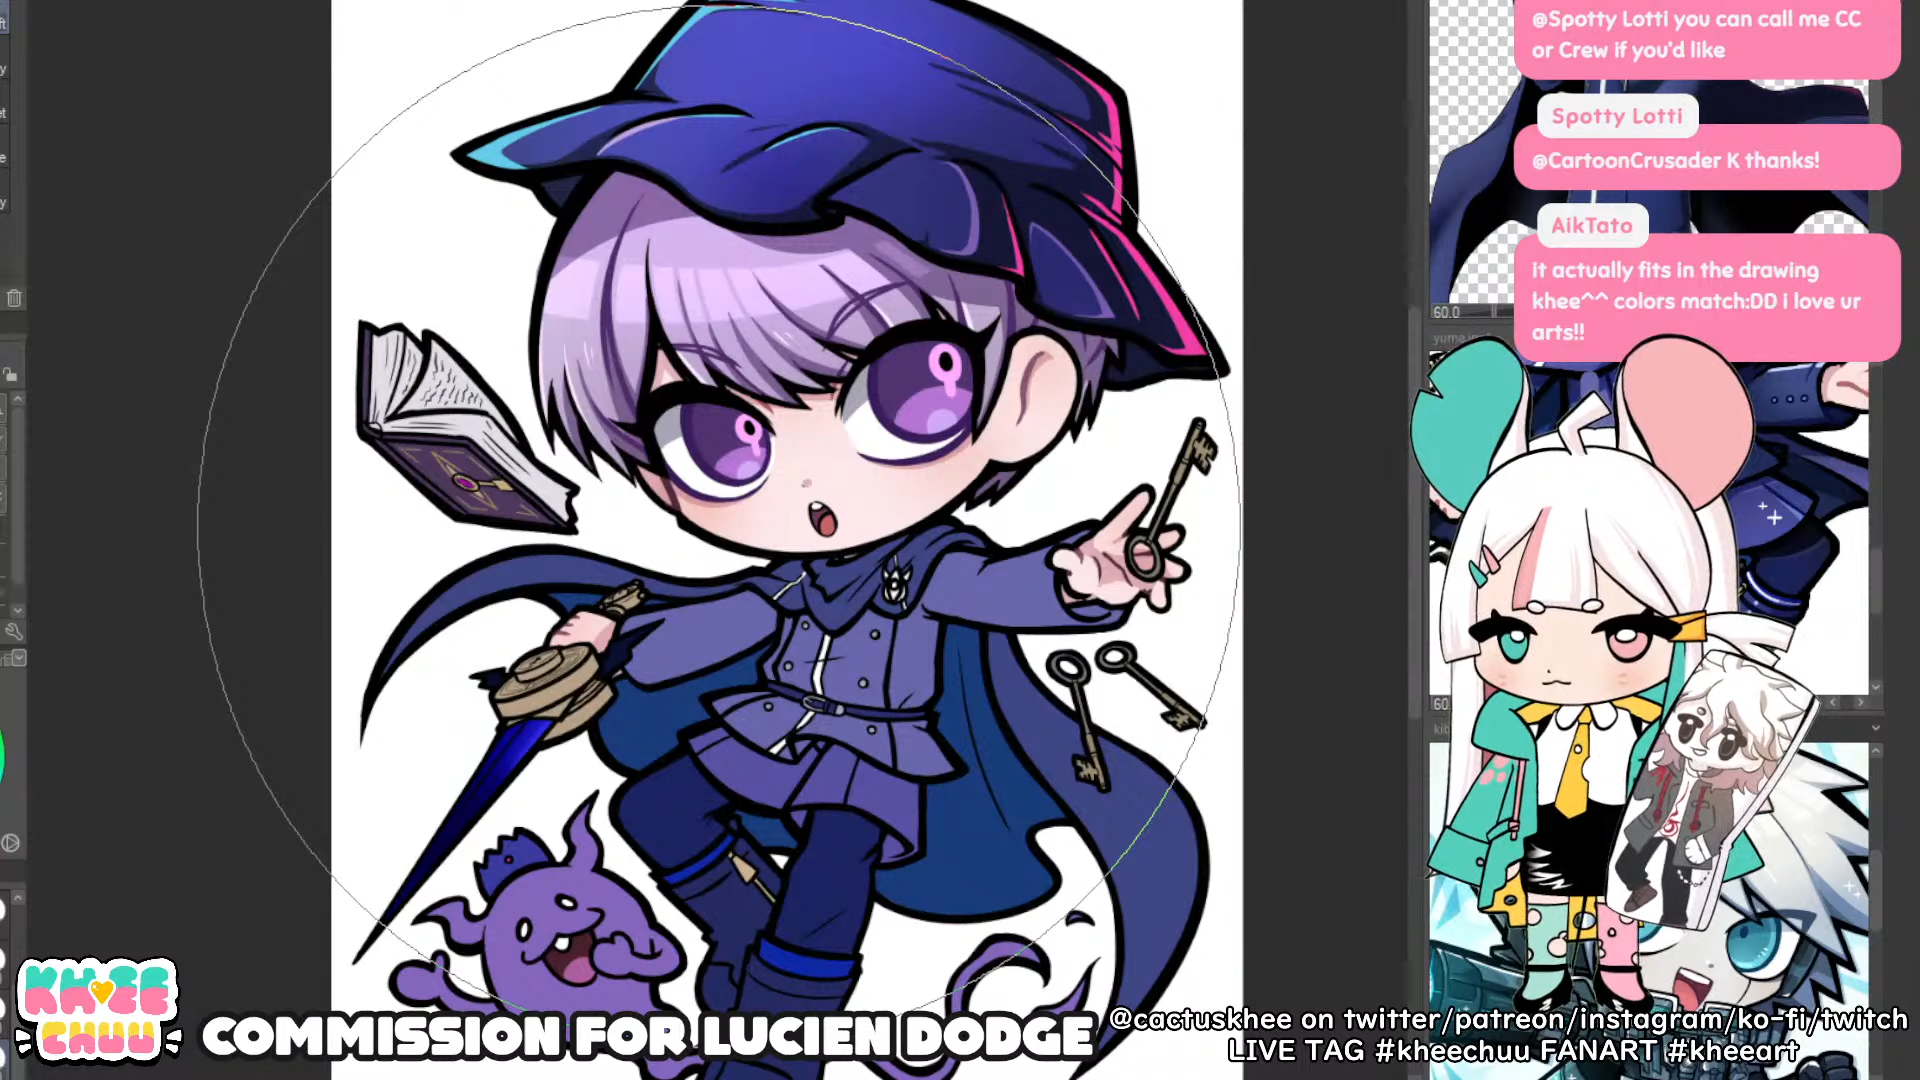 @Spotty Lotti you can call me CC
or Crew if you'd like
Spotty Lotti
@CartoonCrusader K thanks!
AikTato
it actually fits in the drawing
khee^^ colors match:DD i love ur
arts!!
60.0
KHEE
CHUU
COMMISSION FOR LUCIEN DODGE
@cactuskhee on twitter/patreon/instagram/ko-fi/twitch
LIVE TAG #kheechuu FANART #kheeart